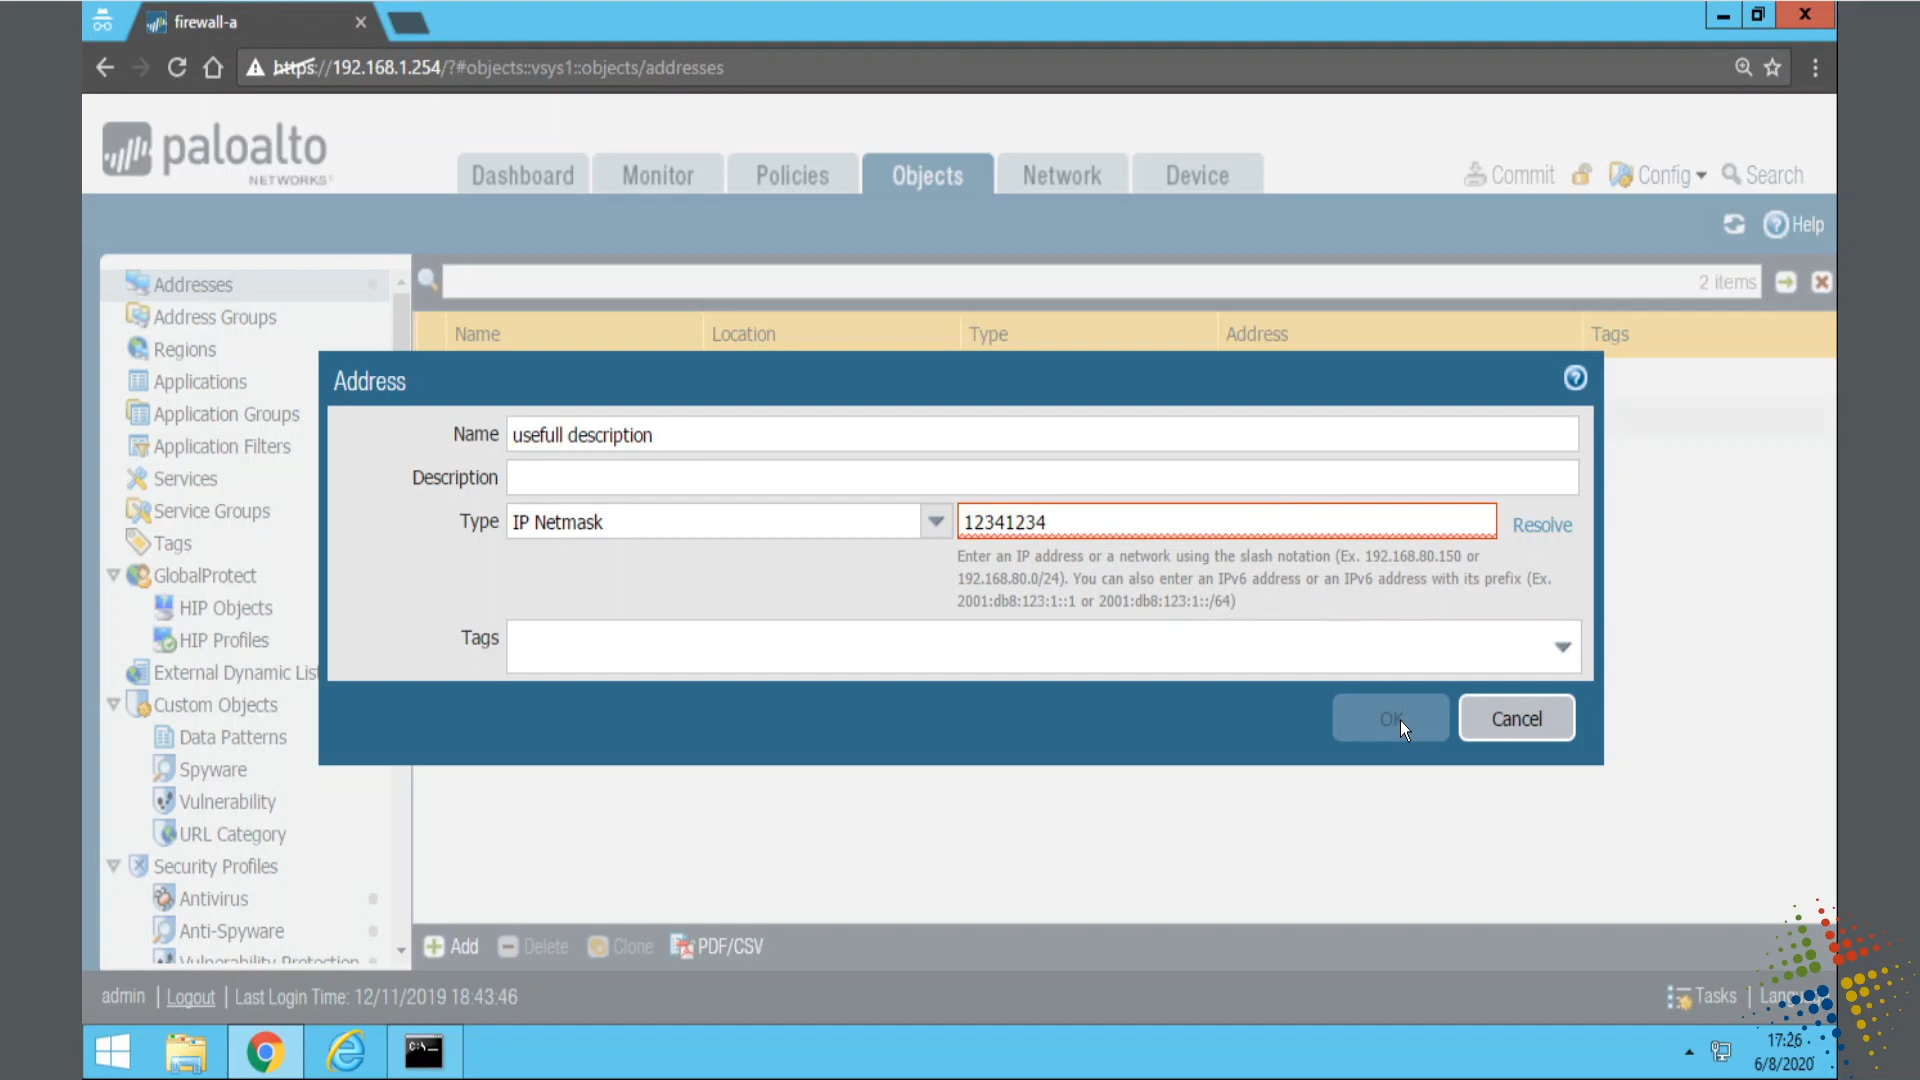 firewall-a
https://192.168.1.254/?#objects::vsys1::objects/addresses
paloalto
NETWORKS
Dashboard
Monitor
Policies
Objects
Network
Device
Commit
Config
Search
Help
Addresses
Address Groups
Regions
Applications
Application Groups
Application Filters
Services
Service Groups
Tags
GlobalProtect
HIP Objects
HIP Profiles
External Dynamic List
Custom Objects
Data Patterns
Spyware
Vulnerability
URL Category
Security Profiles
Antivirus
Anti-Spyware
Vulnerability Protection
2 items
Name
Location
Type
Address
Tags
Address
Name
usefull description
Description
Type
IP Netmask
12341234
Resolve
Enter an IP address or a network using the slash notation (Ex. 192.168.80.150 or
192.168.80.0/24). You can also enter an IPv6 address or an IPv6 address with its prefix (Ex.
2001:db8:123:1::1 or 2001:db8:123:1::/64)
Tags
OK
Cancel
Add
Delete
Clone
PDF/CSV
admin | Logout | Last Login Time: 12/11/2019 18:43:46
Tasks |
C:\
17:26
6/8/2020